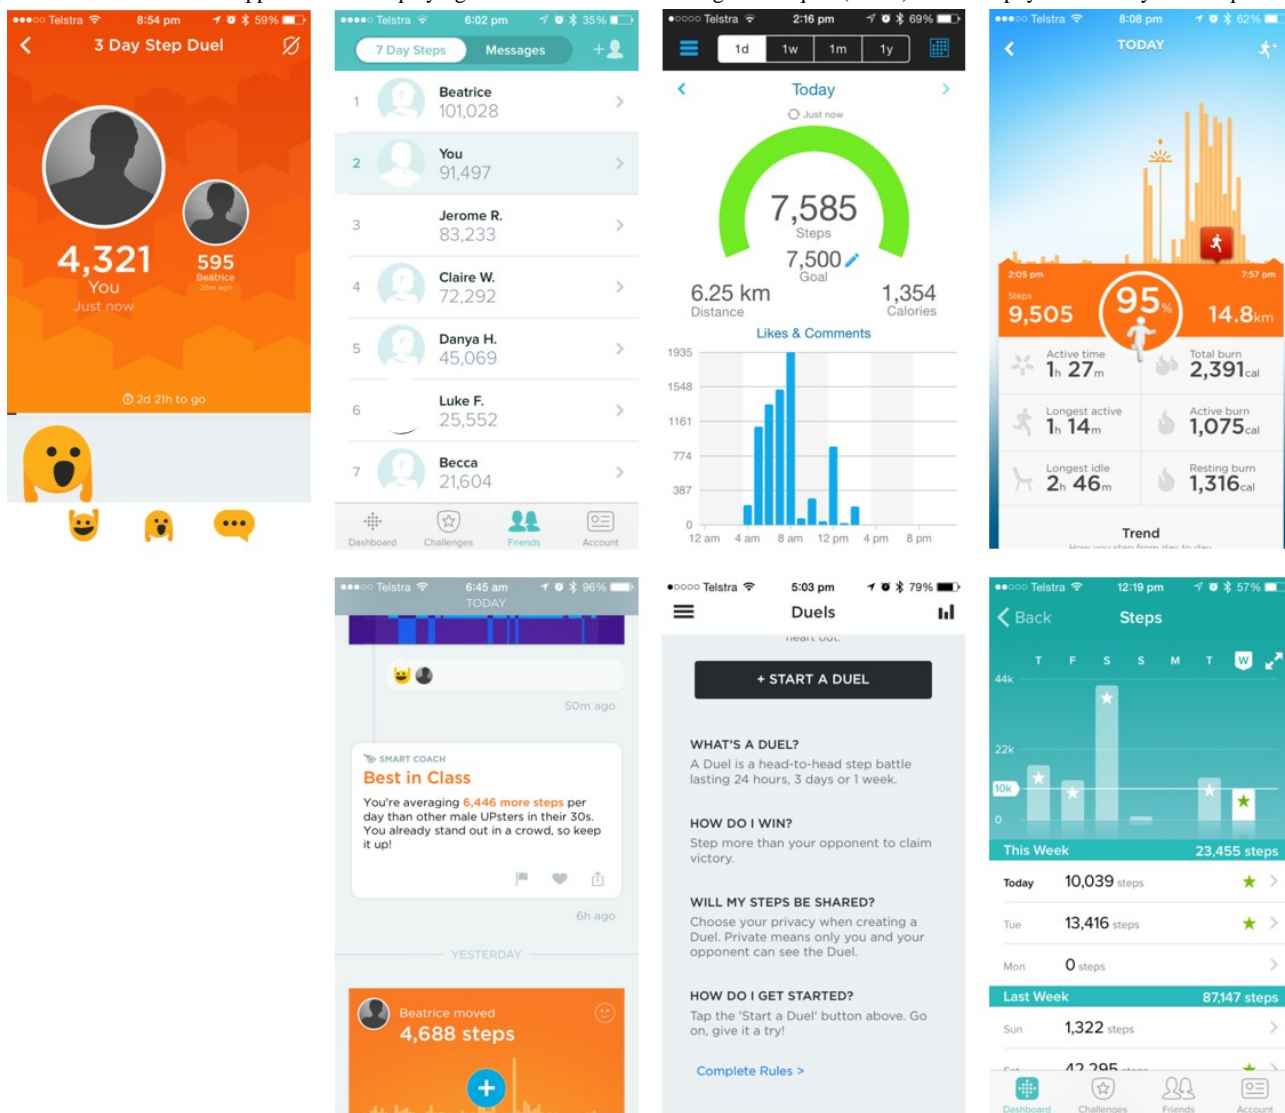 Telstra 8:54 pm 59%
3 Day Step Duel
4,321
You
Just now
595
Beatrice
26m ago
2d 21h to go
Telstra 6:02 pm 35%
7 Day Steps Messages
1 Beatrice
101,028
2 You
91,497
3 Jerome R.
83,233
4 Claire W.
72,292
5 Danya H.
45,069
6 Luke F.
25,552
7 Becca
21,604
Dashboard Challenges Friends Account
Telstra 2:16 pm 69%
1d 1w 1m 1y
Today
Just now
7,585
Steps
7,500
Goal
6.25 km
Distance
1,354
Calories
Likes & Comments
1935
1548
1161
774
387
0
12 am 4 am 8 am 12 pm 4 pm 8 pm
Telstra 8:08 pm 62%
TODAY
2:05 pm 7:57 pm
Steps
9,505
95%
14.8km
Active time
1h 27m
Total burn
2,391cal
Longest active
1h 14m
Active burn
1,075cal
Longest idle
2h 46m
Resting burn
1,316cal
Trend
How you step from day to day
Telstra 6:45 am 96%
TODAY
50m ago
SMART COACH
Best in Class
You're averaging 6,446 more steps per
day than other male UPsters in their 30s.
You already stand out in a crowd, so keep
it up!
6h ago
YESTERDAY
Beatrice moved
4,688 steps
Telstra 5:03 pm 79%
Duels
heart out.
+ START A DUEL
WHAT'S A DUEL?
A Duel is a head-to-head step battle
lasting 24 hours, 3 days or 1 week.
HOW DO I WIN?
Step more than your opponent to claim
victory.
WILL MY STEPS BE SHARED?
Choose your privacy when creating a
Duel. Private means only you and your
opponent can see the Duel.
HOW DO I GET STARTED?
Tap the 'Start a Duel' button above. Go
on, give it a try!
Complete Rules >
Telstra 12:19 pm 57%
Back Steps
T F S S M T W
44k
22k
10k
0
This Week 23,455 steps
Today 10,039 steps
Tue 13,416 steps
Mon 0 steps
Last Week 87,147 steps
Sun 1,322 steps
Sat 42,295 steps
Dashboard Challenges Friends Account